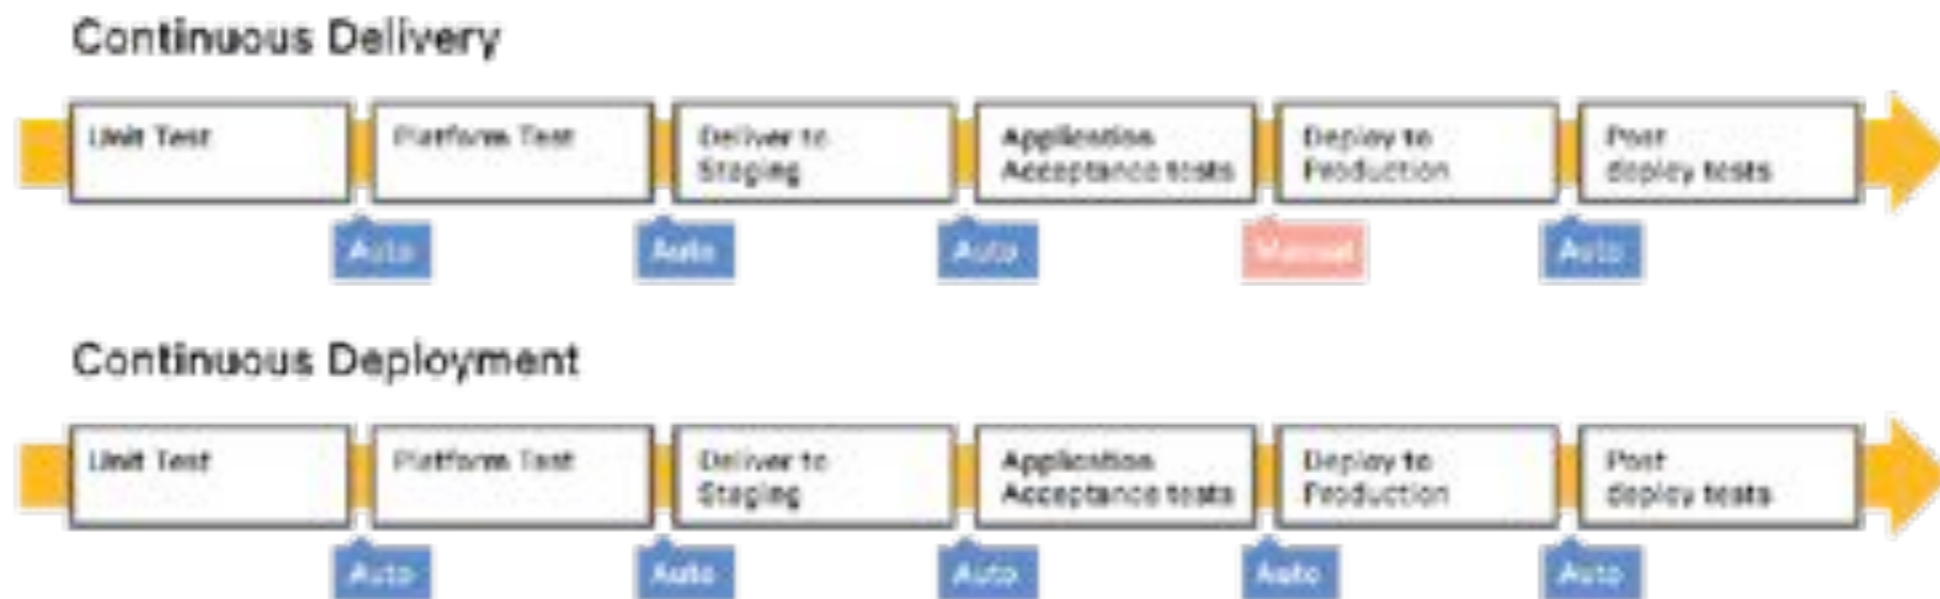 Continuous Delivery
Unit Test
Platform Test
Deliver to
Staging
Application
Acceptance tests
Deploy to
Production
Post
deploy tests
Auto
Auto
Auto
Manual
Auto
Continuous Deployment
Unit Test
Platform Test
Deliver to
Staging
Application
Acceptance tests
Deploy to
Production
Post
deploy tests
Auto
Auto
Auto
Auto
Auto